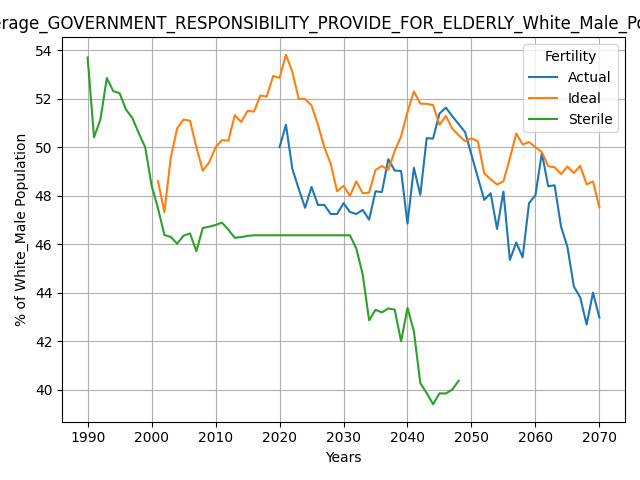 erage_GOVERNMENT_RESPONSIBILITY_PROVIDE_FOR_ELDERLY_White_Male_Po
54
52
50
48
46
44
42
40
% of White_Male Population
Fertility
Actual
Ideal
Sterile
1990 2000 2010 2020 2030 2040 2050 2060 2070
Years